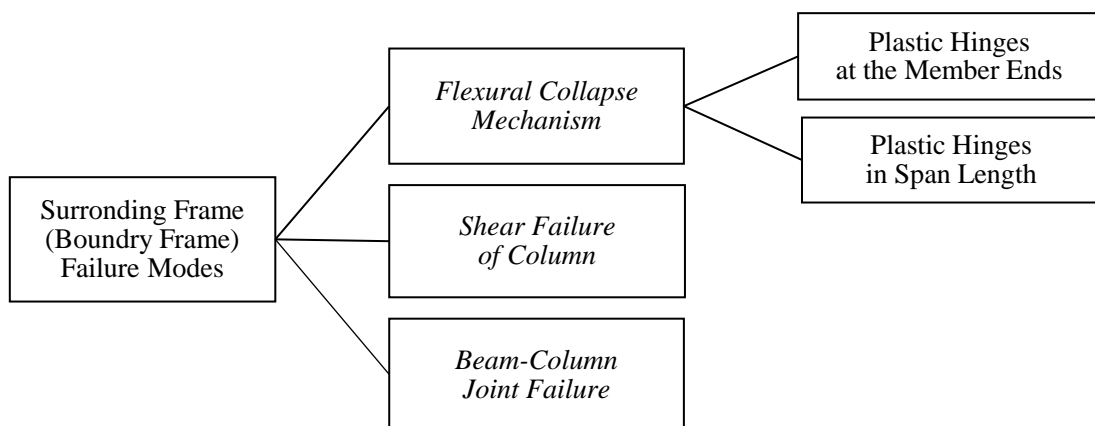 Surronding Frame
(Boundry Frame)
Failure Modes
Flexural Collapse
Mechanism
Plastic Hinges
at the Member Ends
Plastic Hinges
in Span Length
Shear Failure
of Column
Beam-Column
Joint Failure